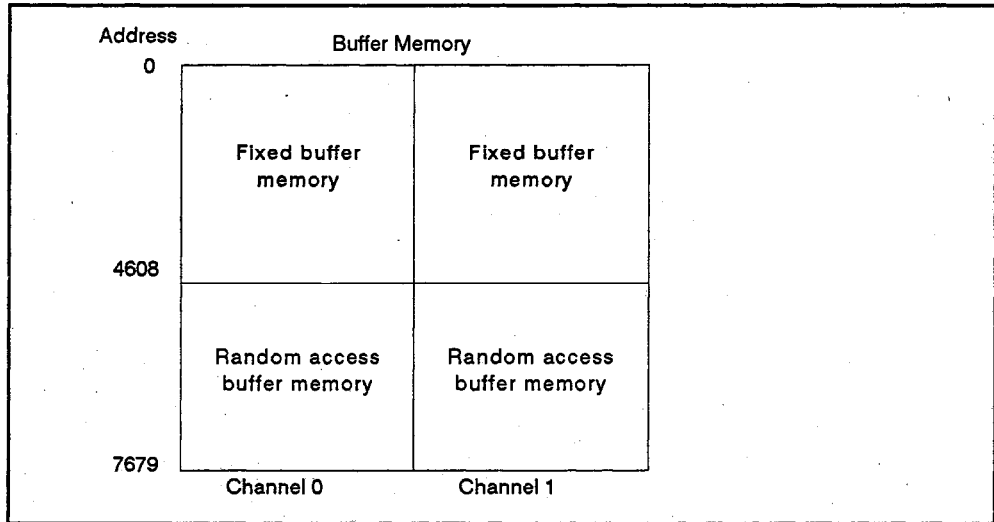 Address
Buffer Memory
0
Fixed buffer
memory
Fixed buffer
memory
4608
Random access
buffer memory
Random access
buffer memory
7679
Channel 0
Channel 1